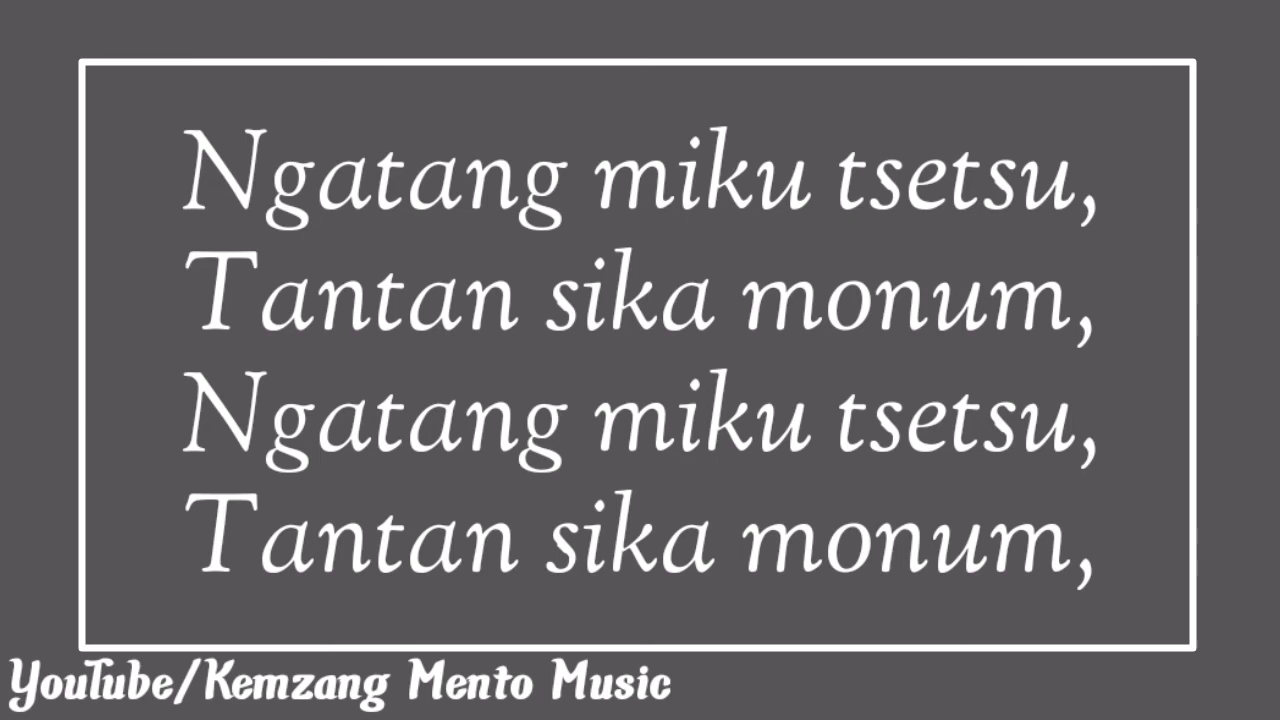 Ngatang miku tsetsu,
Tantan sika monum,
Ngatang miku tsetsu,
Tantan sika monum,
YouTube/Kemzang Mento Music